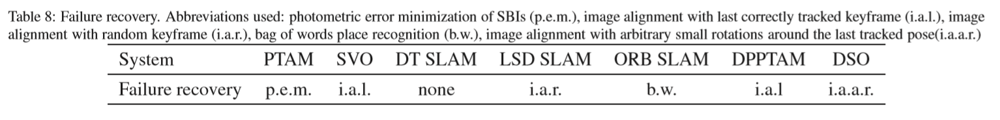 Table 8: Failure recovery. Abbreviations used: photometric error minimization of SBIs (p.e.m.), image alignment with last correctly tracked keyframe (i.a.l.), image
alignment with random keyframe (i.a.r.), bag of words place recognition (b.w.), image alignment with arbitrary small rotations around the last tracked pose(i.a.a.r.)
System PTAM SVO DT SLAM LSD SLAM ORB SLAM DPPTAM DSO
Failure recovery p.e.m. i.a.l. none i.a.r. b.w. i.a.l i.a.a.r.